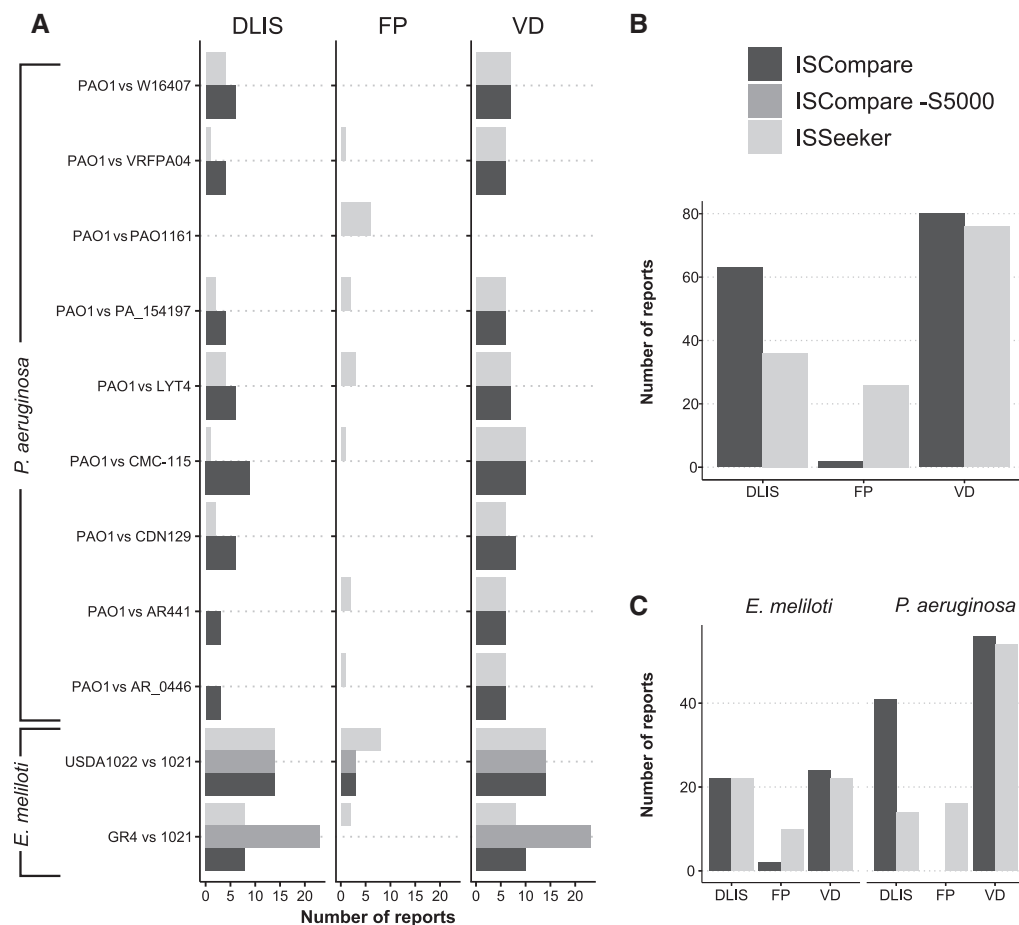 A
DLIS
FP
VD
P. aeruginosa
E. meliloti
PAO1 vs W16407
PAO1 vs VRFPA04
PAO1 vs PAO1161
PAO1 vs PA_154197
PAO1 vs LYT4
PAO1 vs CMC-115
PAO1 vs CDN129
PAO1 vs AR441
PAO1 vs AR_0446
USDA1022 vs 1021
GR4 vs 1021
0 5 10 15 20
0 5 10 15 20
0 5 10 15 20
Number of reports
B
ISCompare
ISCompare -S5000
ISSeeker
Number of reports
80
60
40
20
0
DLIS
FP
VD
C
E. meliloti
P. aeruginosa
Number of reports
40
20
0
DLIS
FP
VD
DLIS
FP
VD